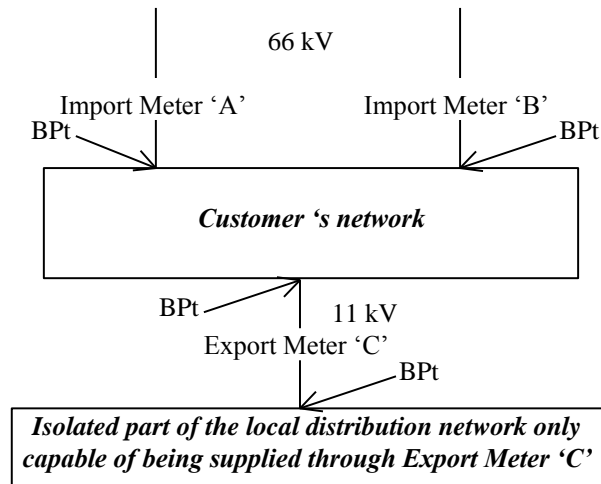 66 kV
Import Meter ‘A’
Import Meter ‘B’
BPt
BPt
Customer ‘s network
BPt
11 kV
Export Meter ‘C’
BPt
Isolated part of the local distribution network only
capable of being supplied through Export Meter ‘C’